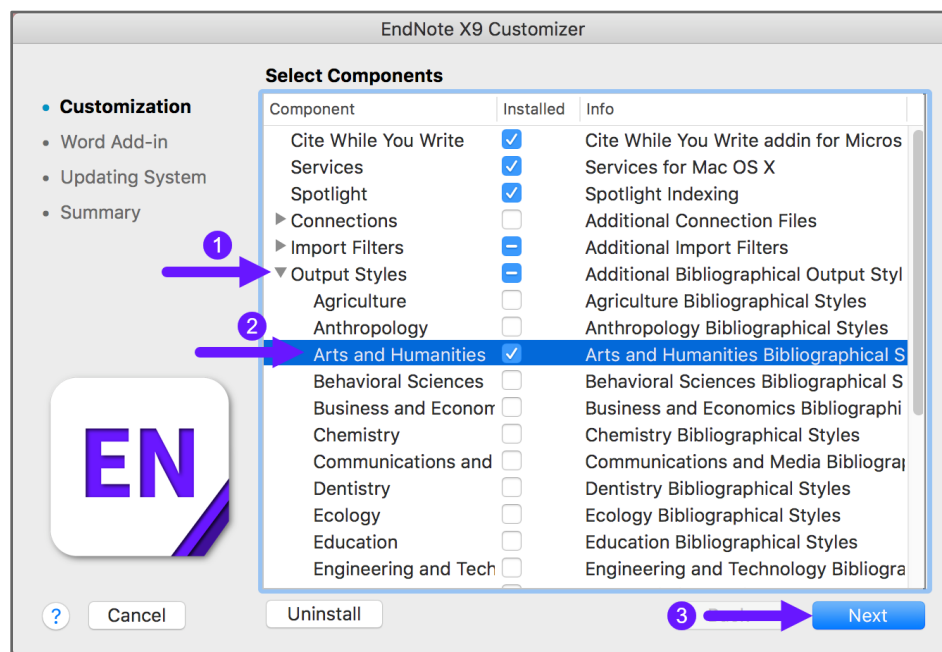 EndNote X9 Customizer
Select Components
Customization
Word Add-in
Updating System
Summary
Component Installed Info
Cite While You Write Cite While You Write addin for Micros
Services Services for Mac OS X
Spotlight Spotlight Indexing
Connections Additional Connection Files
Import Filters Additional Import Filters
1
Output Styles Additional Bibliographical Output Styl
Agriculture Agriculture Bibliographical Styles
2
Anthropology Anthropology Bibliographical Styles
Arts and Humanities Arts and Humanities Bibliographical S
Behavioral Sciences Behavioral Sciences Bibliographical S
Business and Econom Business and Economics Bibliographi
Chemistry Chemistry Bibliographical Styles
Communications and Communications and Media Bibliograp
Dentistry Dentistry Bibliographical Styles
Ecology Ecology Bibliographical Styles
Education Education Bibliographical Styles
Engineering and Tech Engineering and Technology Bibliogra
EN
? Cancel Uninstall 3 Next